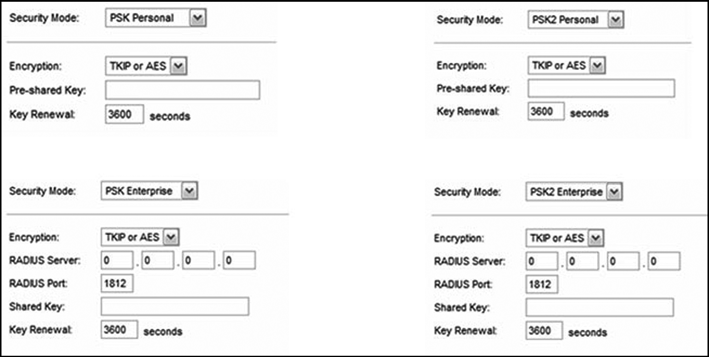 Security Mode: PSK Personal
Encryption: TKIP or AES
Pre-shared Key:
Key Renewal: 3600 seconds
Security Mode: PSK2 Personal
Encryption: TKIP or AES
Pre-shared Key:
Key Renewal: 3600 seconds
Security Mode: PSK Enterprise
Encryption: TKIP or AES
RADIUS Server: 0 . 0 . 0 . 0
RADIUS Port: 1812
Shared Key:
Key Renewal: 3600 seconds
Security Mode: PSK2 Enterprise
Encryption: TKIP or AES
RADIUS Server: 0 . 0 . 0 . 0
RADIUS Port: 1812
Shared Key:
Key Renewal: 3600 seconds